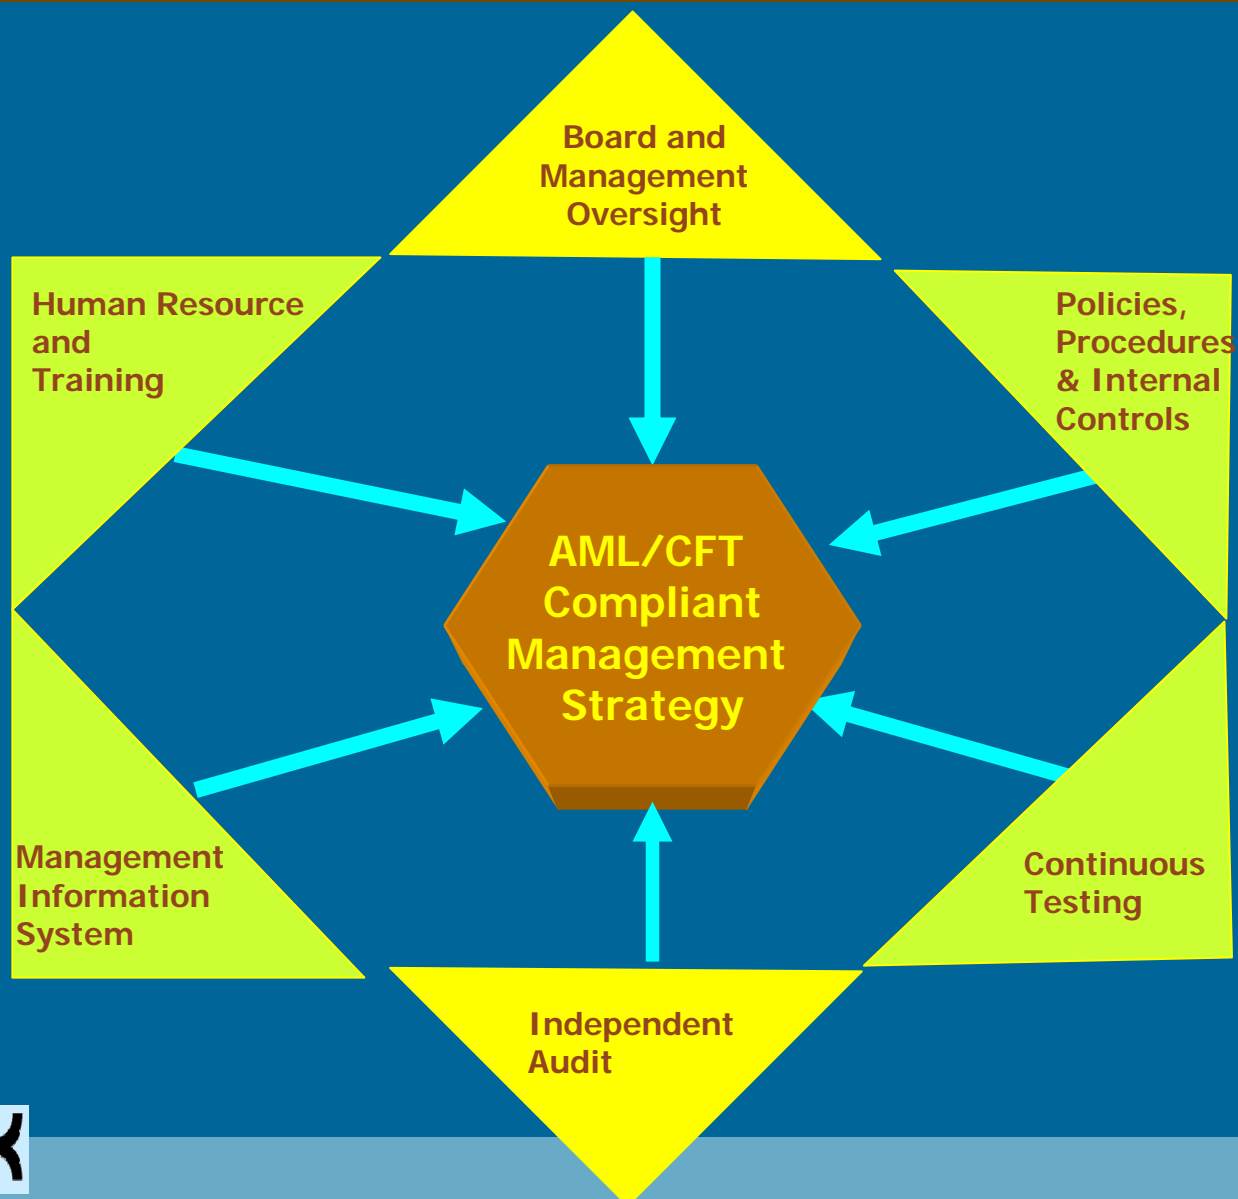 Board and
Management
Oversight
Human Resource
and
Training
Policies,
Procedures
& Internal
Controls
AML/CFT
Compliant
Management
Strategy
Management
Information
System
Continuous
Testing
Independent
Audit